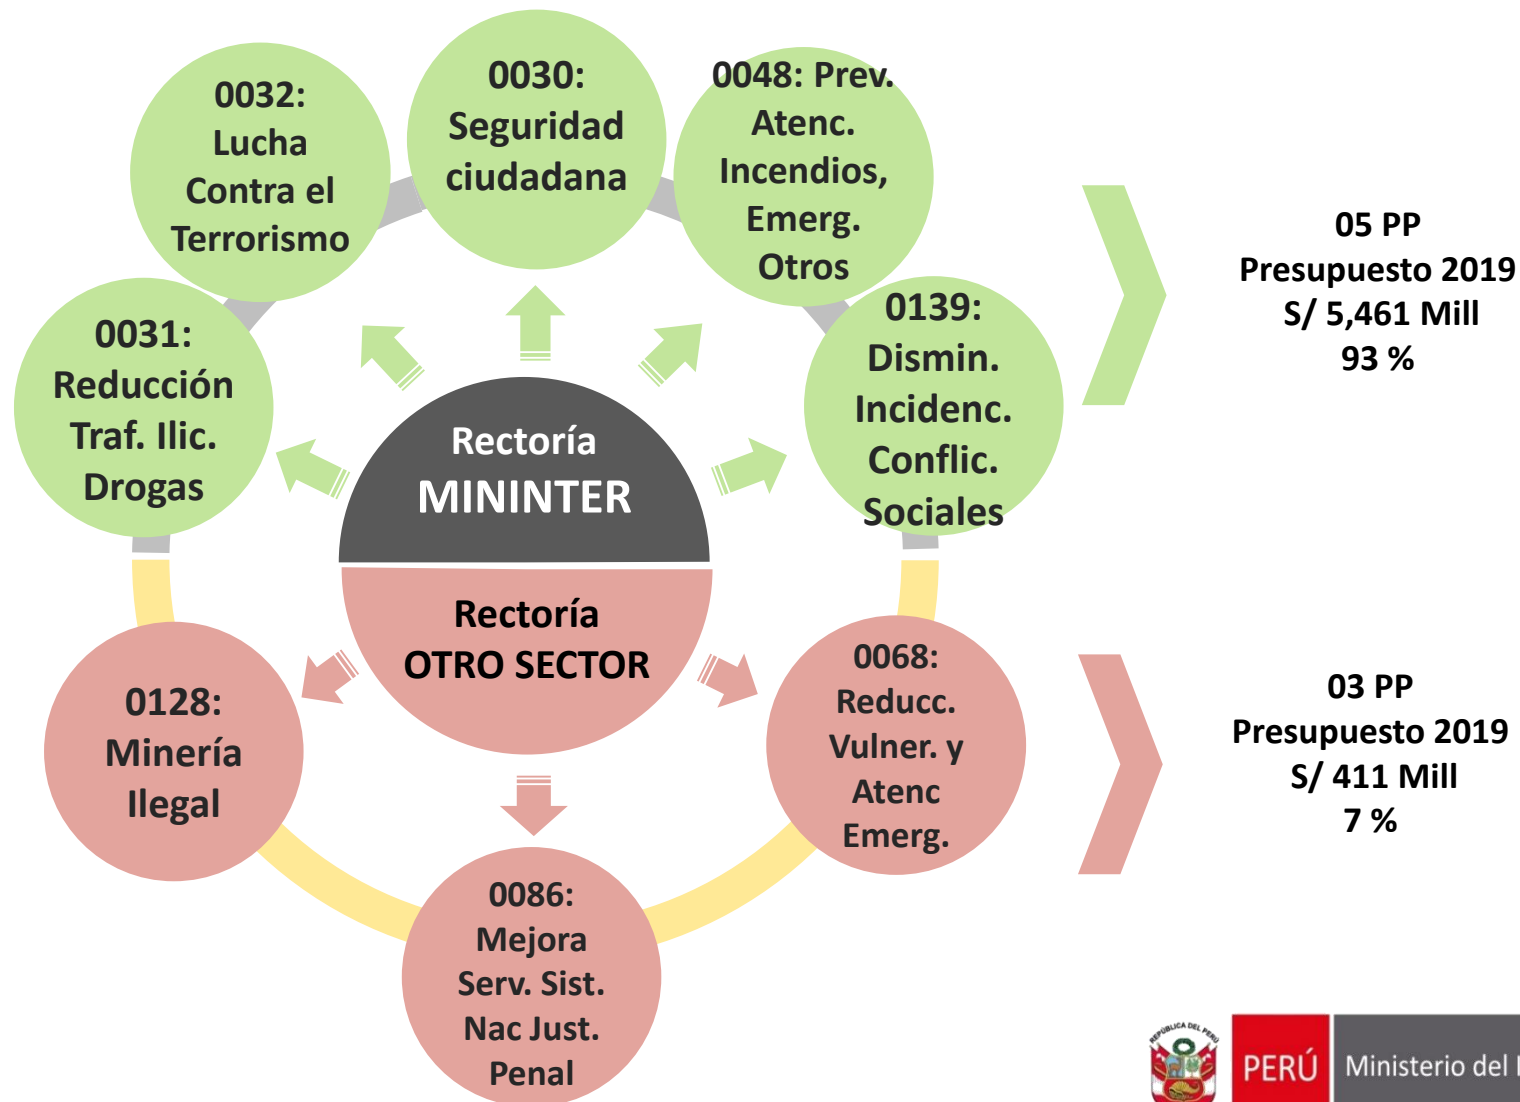 0032:
Lucha
Contra el
Terrorismo
0030:
Seguridad
ciudadana
0048: Prev.
Atenc.
Incendios,
Emerg.
Otros
0031:
Reducción
Traf. Ilic.
Drogas
0139:
Dismin.
Incidenc.
Conflic.
Sociales
05 PP
Presupuesto 2019
S/ 5,461 Mill
93 %
Rectoría
MININTER
Rectoría
OTRO SECTOR
0128:
Minería
Ilegal
0086:
Mejora
Serv. Sist.
Nac Just.
Penal
0068:
Reducc.
Vulner. y
Atenc
Emerg.
03 PP
Presupuesto 2019
S/ 411 Mill
7 %
REPÚBLICA DEL PERÚ
PERÚ
Ministerio del